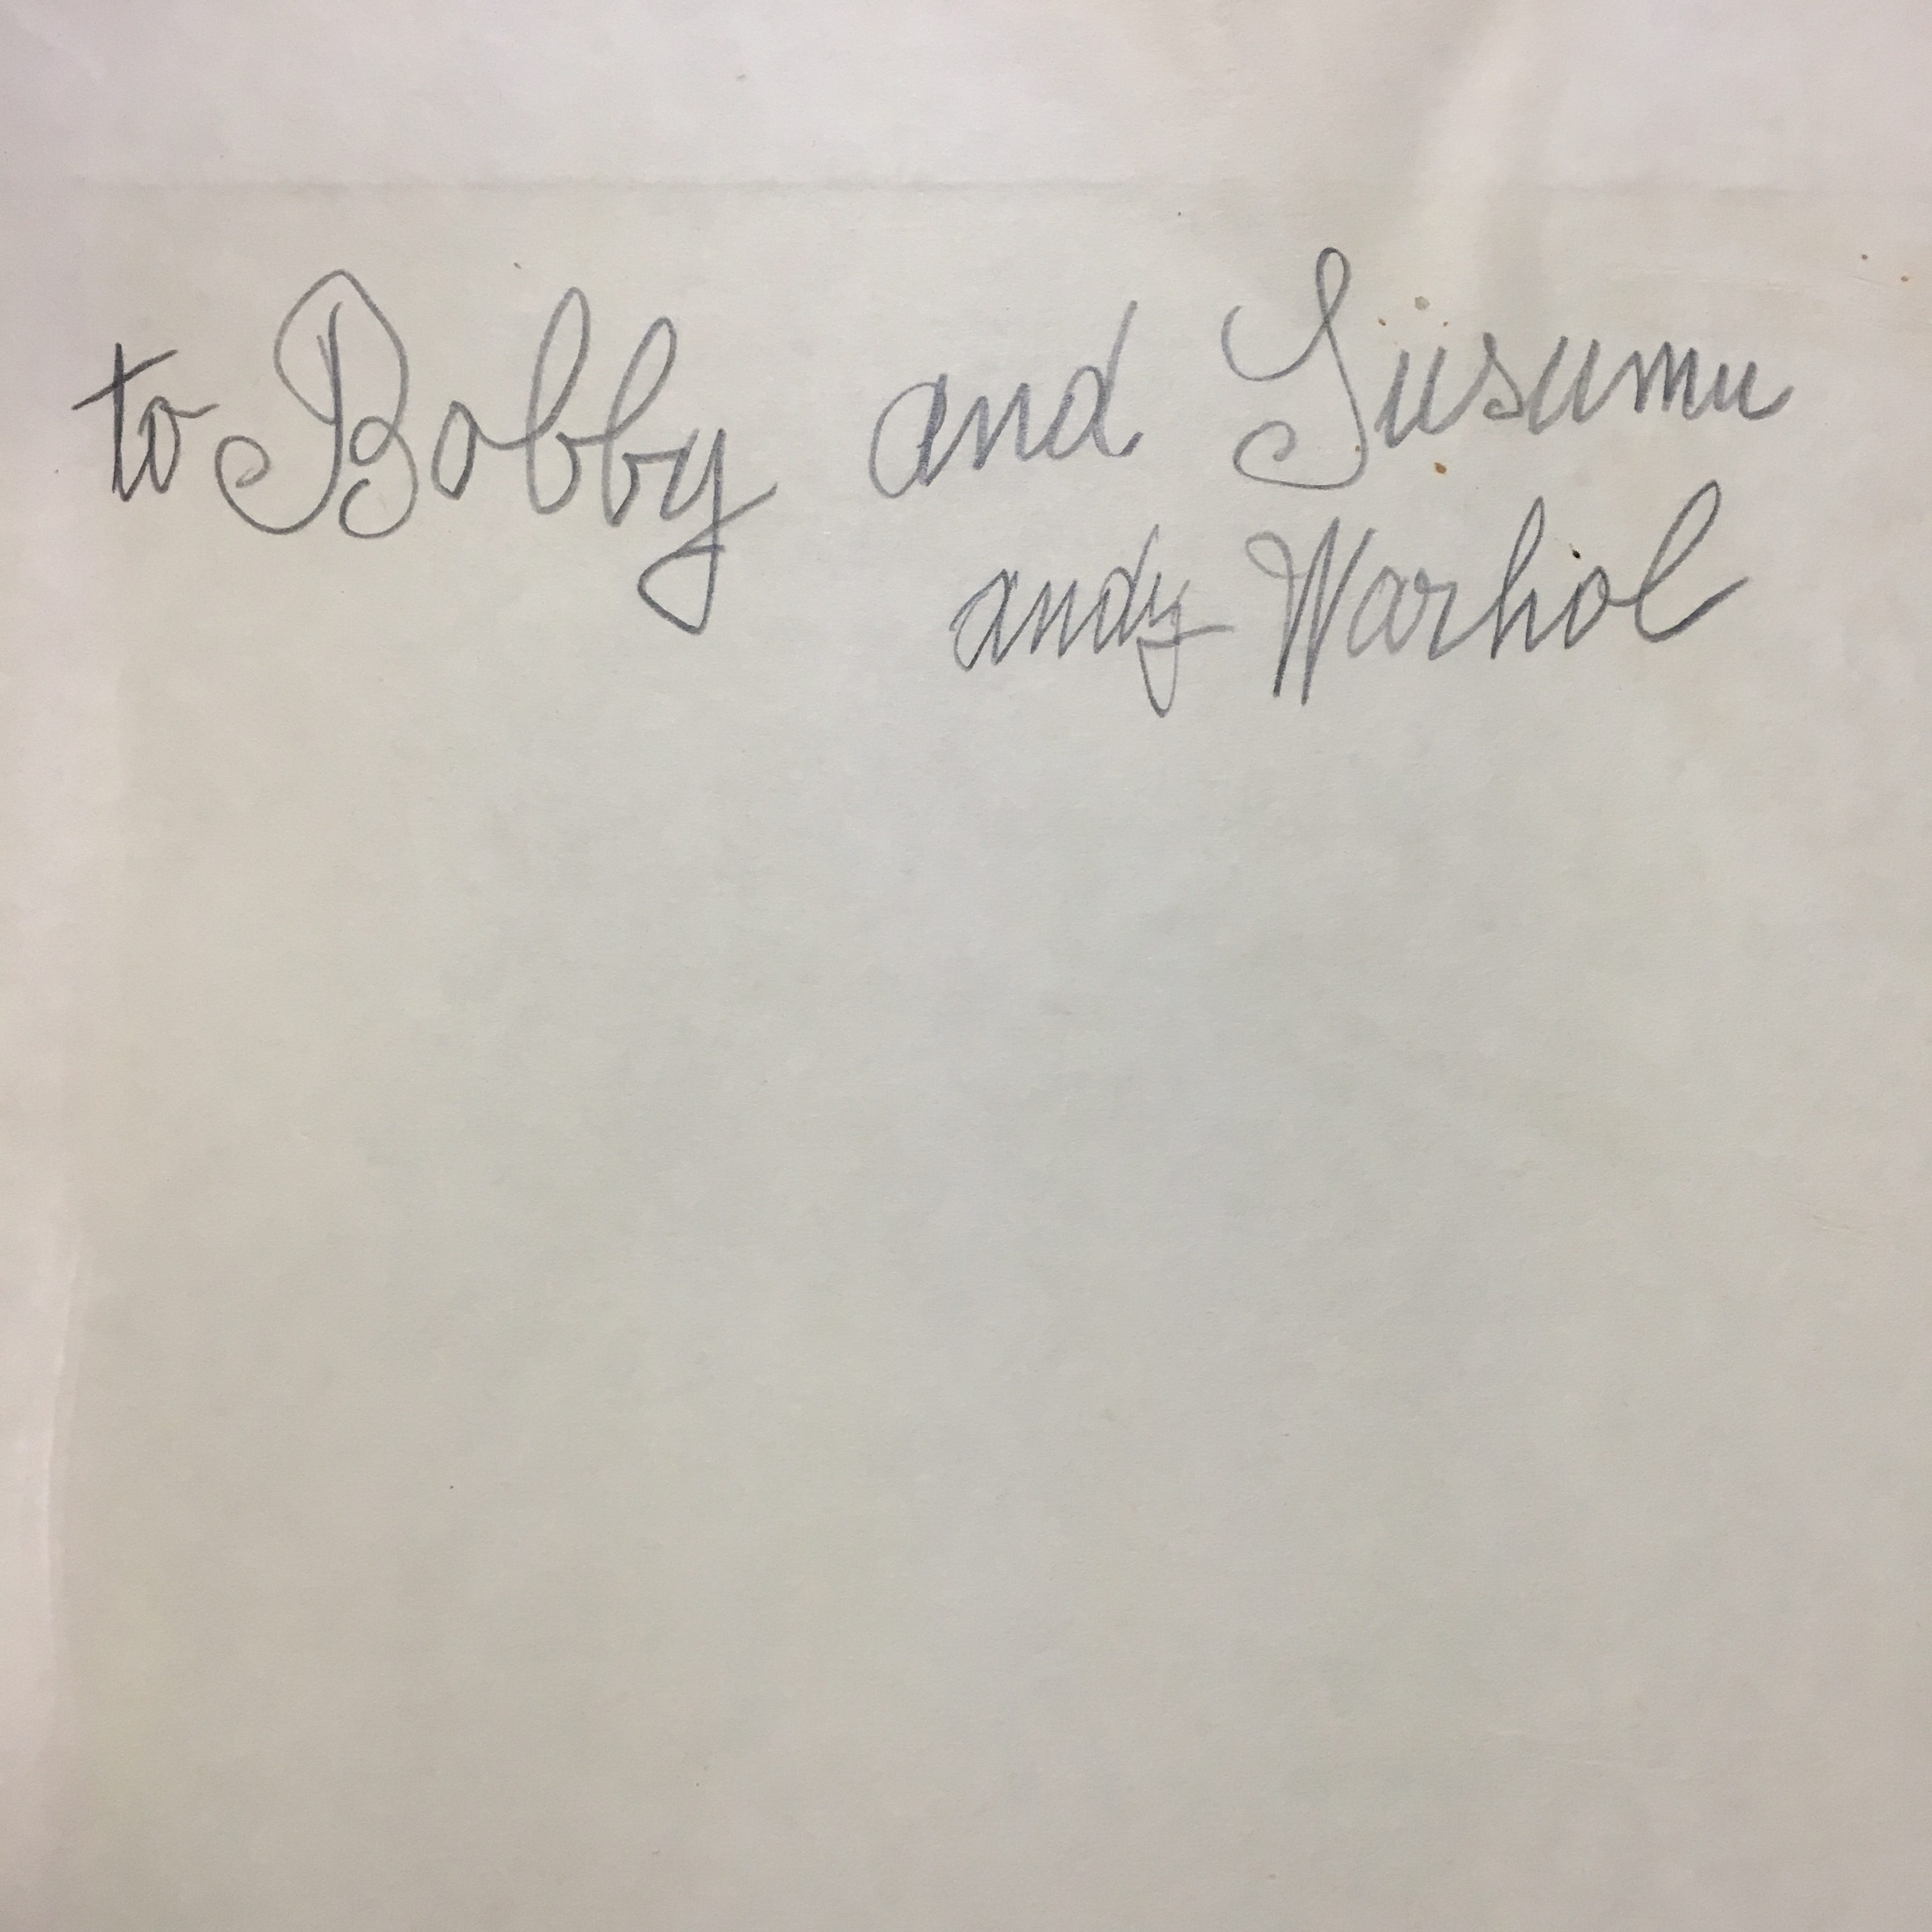 to Bobby and Susumu
andy Warhol